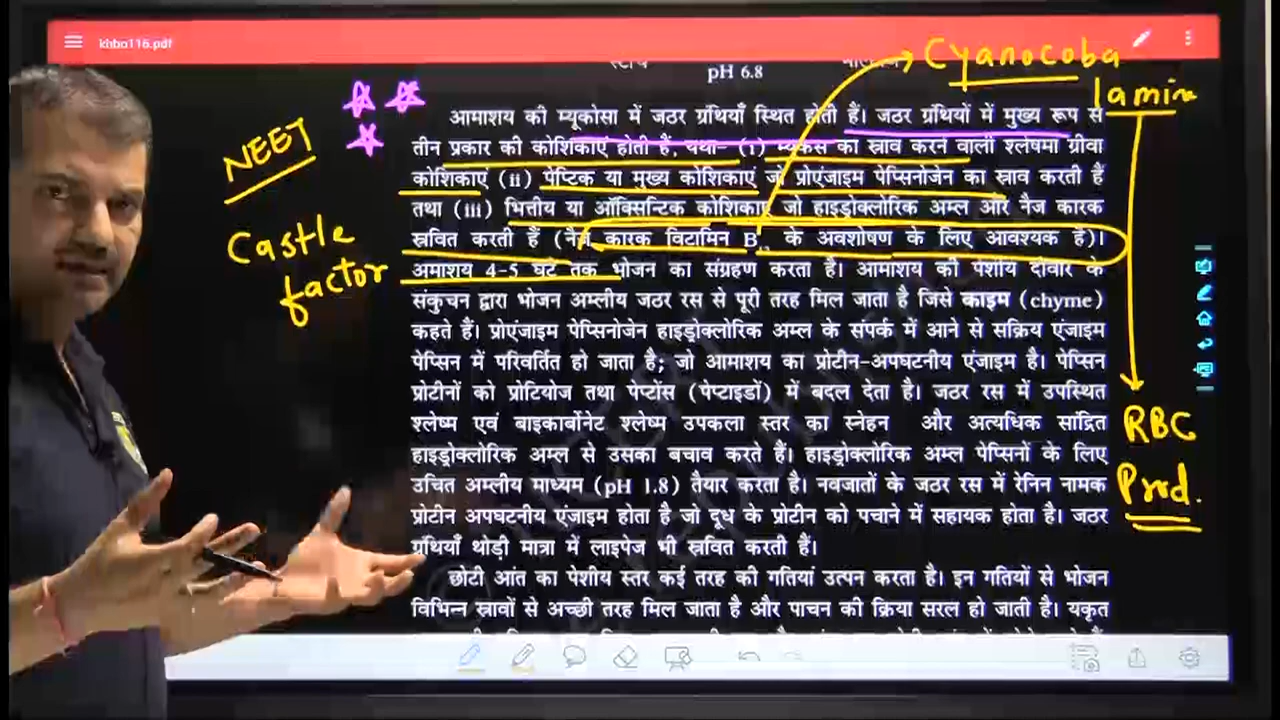 khbo116.pdf
pH 6.8
Cyanocoba
lamin
NEET
Castle
factor
आमाशय की म्यूकोसा में जठर ग्रंथियाँ स्थित होती हैं। जठर ग्रंथियों में मुख्य रूप से
तीन प्रकार की कोशिकाएं होती हैं, यथा- (i) म्यूकस का स्राव करने वाली श्लेषमा ग्रीवा
कोशिकाएं (ii) पेप्टिक या मुख्य कोशिकाएं जो प्रोएंजाइम पेप्सिनोजेन का स्राव करती हैं
तथा (iii) भित्तीय या ऑक्सिन्टिक कोशिकाएं जो हाइड्रोक्लोरिक अम्ल और नैज कारक
स्रवित करती हैं (नैज कारक विटामिन B12 के अवशोषण के लिए आवश्यक है)।
अमाशय 4-5 घंटे तक भोजन का संग्रहण करता है। आमाशय की पेशीय दीवार के
संकुचन द्वारा भोजन अम्लीय जठर रस से पूरी तरह मिल जाता है जिसे काइम (chyme)
कहते हैं। प्रोएंजाइम पेप्सिनोजेन हाइड्रोक्लोरिक अम्ल के संपर्क में आने से सक्रिय एंजाइम
पेप्सिन में परिवर्तित हो जाता है; जो आमाशय का प्रोटीन-अपघटनीय एंजाइम है। पेप्सिन
प्रोटीनों को प्रोटियोज तथा पेप्टोंस (पेप्टाइडों) में बदल देता है। जठर रस में उपस्थित
श्लेष्म एवं बाइकार्बोनेट श्लेष्म उपकला स्तर का स्नेहन और अत्यधिक सांद्रित
हाइड्रोक्लोरिक अम्ल से उसका बचाव करते हैं। हाइड्रोक्लोरिक अम्ल पेप्सिनों के लिए
उचित अम्लीय माध्यम (pH 1.8) तैयार करता है। नवजातों के जठर रस में रेनिन नामक
प्रोटीन अपघटनीय एंजाइम होता है जो दूध के प्रोटीन को पचाने में सहायक होता है। जठर
ग्रंथियाँ थोड़ी मात्रा में लाइपेज भी स्रवित करती हैं।
छोटी आंत का पेशीय स्तर कई तरह की गतियां उत्पन करता है। इन गतियों से भोजन
विभिन्न स्रावों से अच्छी तरह मिल जाता है और पाचन की क्रिया सरल हो जाती है। यकृत
RBC
Prod.